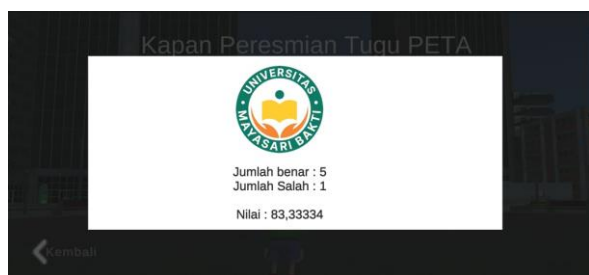 Kapan Peresmian Tugu PETA
UNIVERSITAS
MAYASARI BAKTI
Jumlah benar : 5
Jumlah Salah : 1
Nilai : 83,33334
Kembali